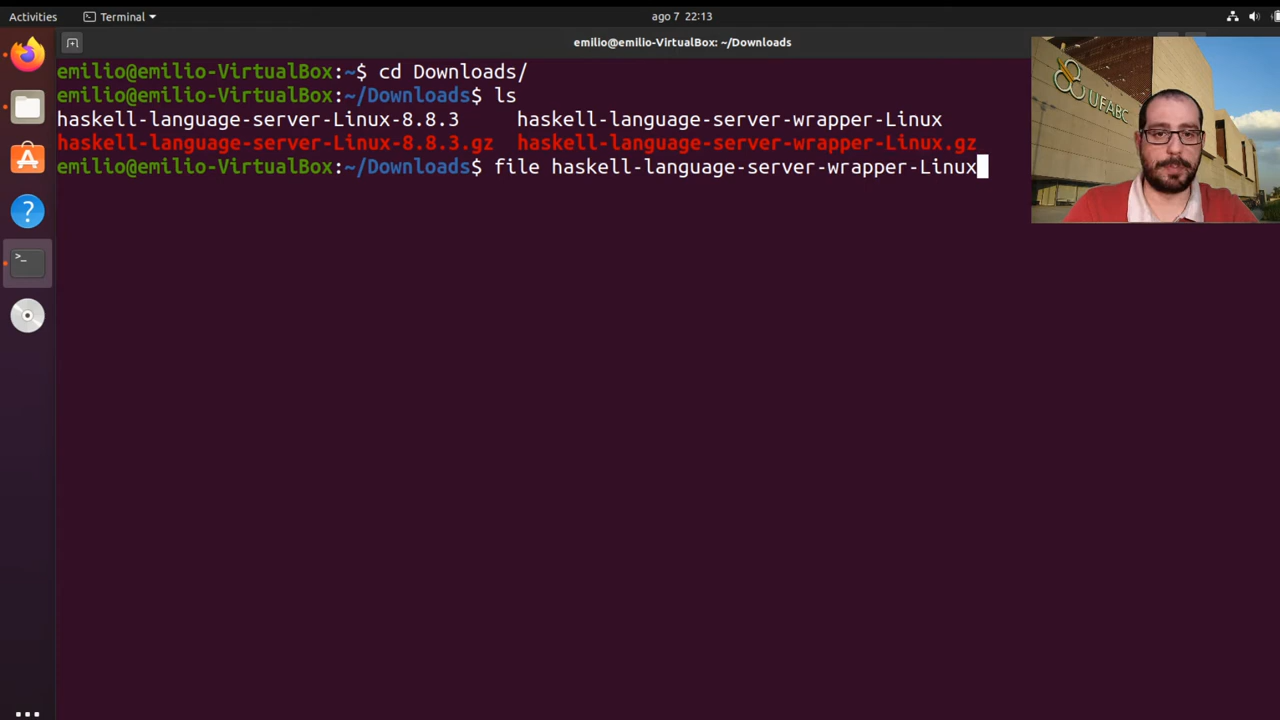 Activities Terminal ago 7 22:13
emilio@emilio-VirtualBox: ~/Downloads
emilio@emilio-VirtualBox:~$ cd Downloads/
emilio@emilio-VirtualBox:~/Downloads$ ls
haskell-language-server-Linux-8.8.3 haskell-language-server-wrapper-Linux
haskell-language-server-Linux-8.8.3.gz haskell-language-server-wrapper-Linux.gz
emilio@emilio-VirtualBox:~/Downloads$ file haskell-language-server-wrapper-Linux
UFABC